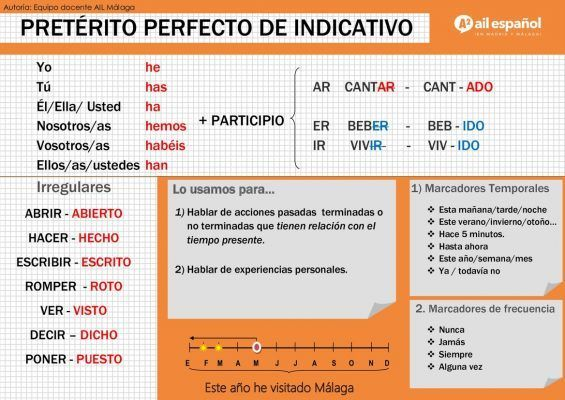 Autoría: Equipo docente AIL Málaga
PRETÉRITO PERFECTO DE INDICATIVO
ail español
(EN MADRID Y MÁLAGA)
Yo he
Tú has
Él/Ella/ Usted ha
Nosotros/as hemos
Vosotros/as habéis
Ellos/as/ustedes han
+ PARTICIPIO
AR CANTAR - CANT - ADO
ER BEBER - BEB - IDO
IR VIVIR - VIV - IDO
Irregulares
ABRIR - ABIERTO
HACER - HECHO
ESCRIBIR - ESCRITO
ROMPER - ROTO
VER - VISTO
DECIR – DICHO
PONER - PUESTO
Lo usamos para...
1) Hablar de acciones pasadas terminadas o
no terminadas que tienen relación con el
tiempo presente.
2) Hablar de experiencias personales.
E F M A M J J A S O N D
Este año he visitado Málaga
1) Marcadores Temporales
Esta mañana/tarde/noche
Este verano/invierno/otoño...
Hace 5 minutos.
Hasta ahora
Este año/semana/mes
Ya / todavía no
2. Marcadores de frecuencia
Nunca
Jamás
Siempre
Alguna vez